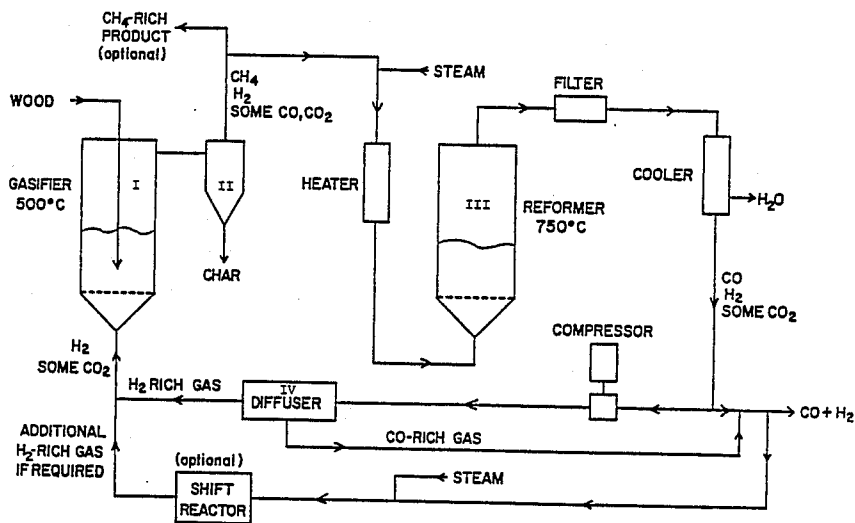 CH4-RICH
PRODUCT
(optional)
CH4
H2
SOME CO,CO2
STEAM
FILTER
WOOD
I
II
GASIFIER
500°C
HEATER
III
REFORMER
750°C
COOLER
H2O
CHAR
CO
H2
SOME CO2
COMPRESSOR
H2
SOME CO2
H2 RICH GAS
IV
DIFFUSER
CO+H2
CO-RICH GAS
ADDITIONAL
H2-RICH GAS
IF REQUIRED
(optional)
SHIFT
REACTOR
STEAM